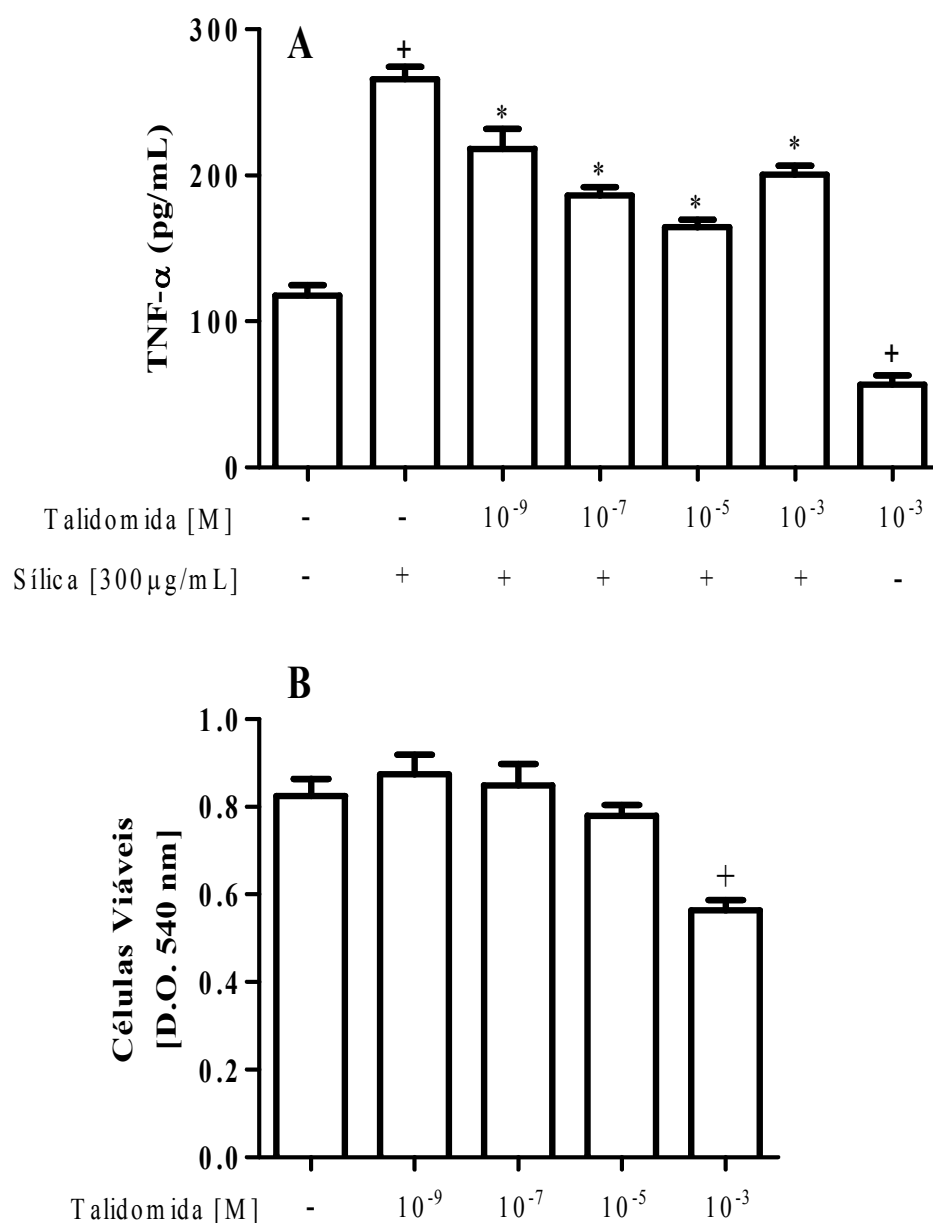 A
300
200
100
0
TNF-α (pg/mL)
+
*
*
*
*
+
Talidomida [M] - - 10⁻⁹ 10⁻⁷ 10⁻⁵ 10⁻³ 10⁻³
Sílica [300 µg/mL] - + + + + + -
B
1.0
0.8
0.6
0.4
0.2
0.0
Células Viáveis
[D.O. 540 nm]
+
Talidomida [M] - 10⁻⁹ 10⁻⁷ 10⁻⁵ 10⁻³